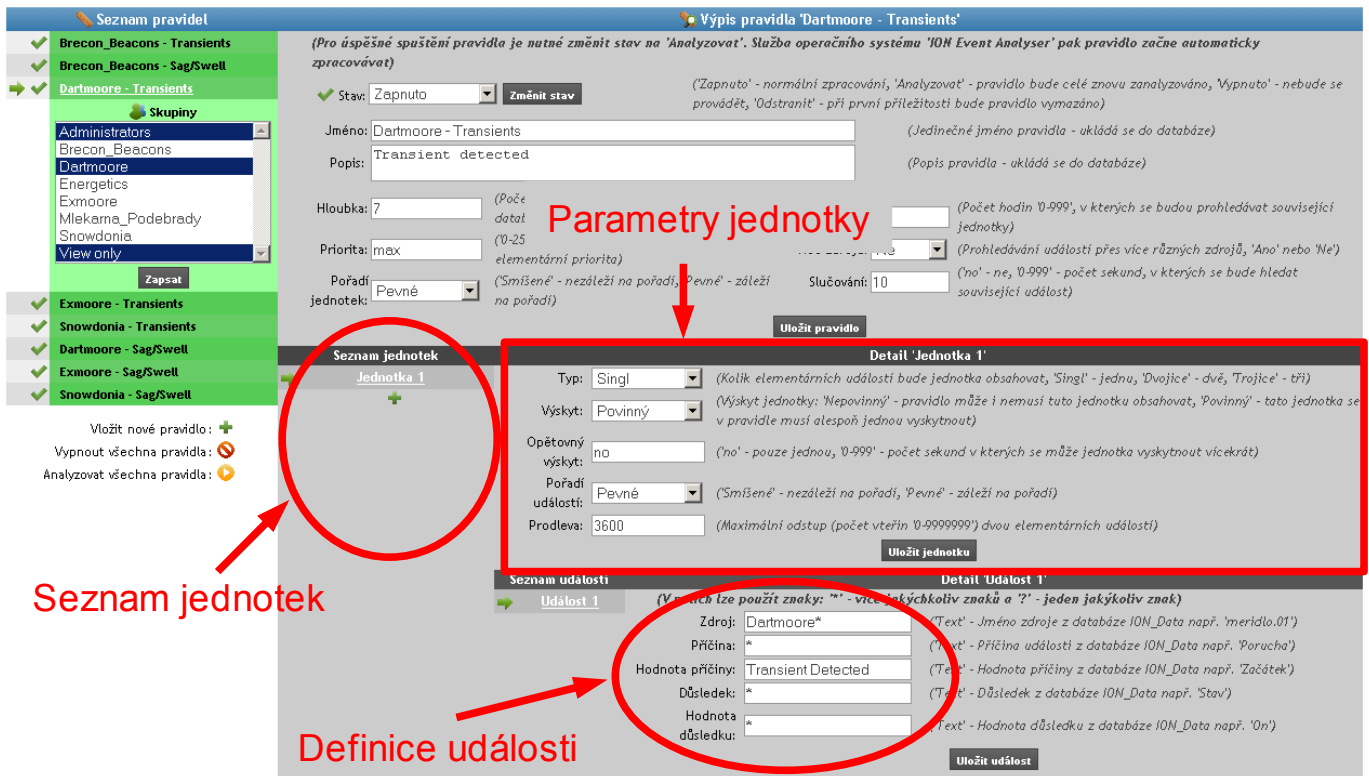 Seznam pravidel
Brecon_Beacons - Transients
Brecon_Beacons - Sag/Swell
Dartmoore - Transients
Skupiny
Administrators
Brecon_Beacons
Dartmoore
Energetics
Exmoore
Mlekarna_Podebrady
Snowdonia
View only
Zapsat
Exmoore - Transients
Snowdonia - Transients
Dartmoore - Sag/Swell
Exmoore - Sag/Swell
Snowdonia - Sag/Swell
Vložit nové pravidlo:
Vypnout všechna pravidla:
Analyzovat všechna pravidla:
Výpis pravidla 'Dartmoore - Transients'
(Pro úspěšné spuštění pravidla je nutné změnit stav na 'Analyzovat'. Služba operačního systému 'ION Event Analyser' pak pravidlo začne automaticky
zpracovávat)
Stav: Zapnuto Změnit stav
('Zapnuto' - normální zpracování, 'Analyzovat' - pravidlo bude celé znovu zanalyzováno, 'Vypnuto' - nebude se
provádět, 'Odstranit' - při první příležitosti bude pravidlo vymazáno)
Jméno: Dartmoore - Transients (Jedinečné jméno pravidla - ukládá se do databáze)
Popis: Transient detected (Popis pravidla - ukládá se do databáze)
Hloubka: 7
(Počet hodin '0-999', v kterých se budou prohledávat související
jednotky)
Parametry jednotky
Priorita: max
elementární priorita)
(Prohledávání událostí přes více různých zdrojů, 'Ano' nebo 'Ne')
Pořadí
jednotek: Pevné
('Smíšené' - nezáleží na pořadí, 'Pevné' - záleží
na pořadí)
Slučování: 10
('no' - ne, '0-999' - počet sekund, v kterých se bude hledat
související událost)
Uložit pravidlo
Seznam jednotek
Jednotka 1
Detail 'Jednotka 1'
Typ: Singl (Kolik elementárních událostí bude jednotka obsahovat, 'Singl' - jednu, 'Dvojice' - dvě, 'Trojice' - tři)
Výskyt: Povinný
(Výskyt jednotky: 'Nepovinný' - pravidlo může i nemusí tuto jednotku obsahovat, 'Povinný' - tato jednotka se
v pravidle musí alespoň jednou vyskytnout)
Opětovný
výskyt: no ('no' - pouze jednou, '0-999' - počet sekund v kterých se může jednotka vyskytnout vícekrát)
Pořadí
událostí: Pevné ('Smíšené' - nezáleží na pořadí, 'Pevné' - záleží na pořadí)
Prodleva: 3600 (Maximální odstup (počet vteřin '0-9999999') dvou elementárních událostí)
Uložit jednotku
Seznam jednotek
Seznam událostí
Událost 1
Detail 'Událost 1'
(V polích lze použít znaky: '*' - více jakýchkoliv znaků a '?' - jeden jakýkoliv znak)
Zdroj: Dartmoore* ('Text' - Jméno zdroje z databáze ION_Data např. 'meridlo.01')
Příčina: * ('Text' - Příčina události z databáze ION_Data např. 'Porucha')
Hodnota příčiny: Transient Detected ('Text' - Hodnota příčiny z databáze ION_Data např. 'Začátek')
Důsledek: * ('Text' - Důsledek z databáze ION_Data např. 'Stav')
Hodnota
důsledku: * ('Text' - Hodnota důsledku z databáze ION_Data např. 'On')
Uložit událost
Definice události